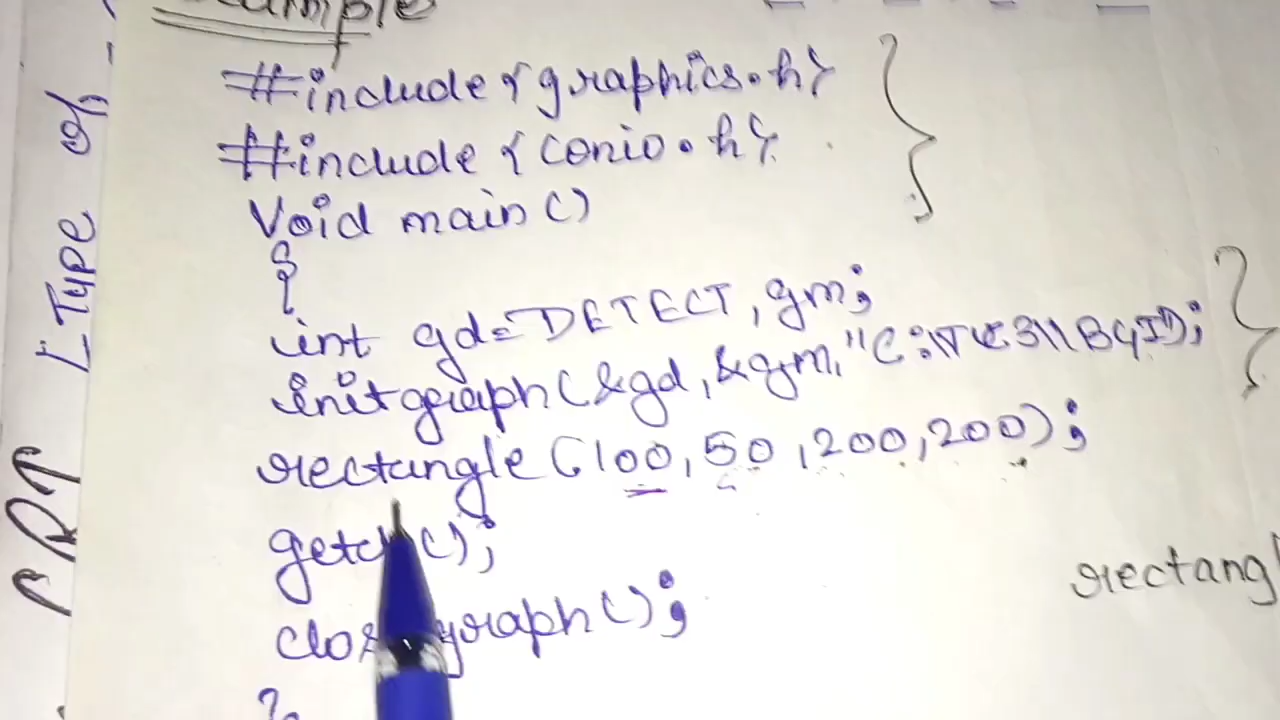 Example
#include {graphics.h}
#include {conio.h}
Void main()
{
int gd=DETECT, gm;
initgraph(&gd, &gm, "C:\\TC3\\BGI);
rectangle(100, 50, 200, 200);
getch();
closegraph();
}
rectangl
CRT [Type of